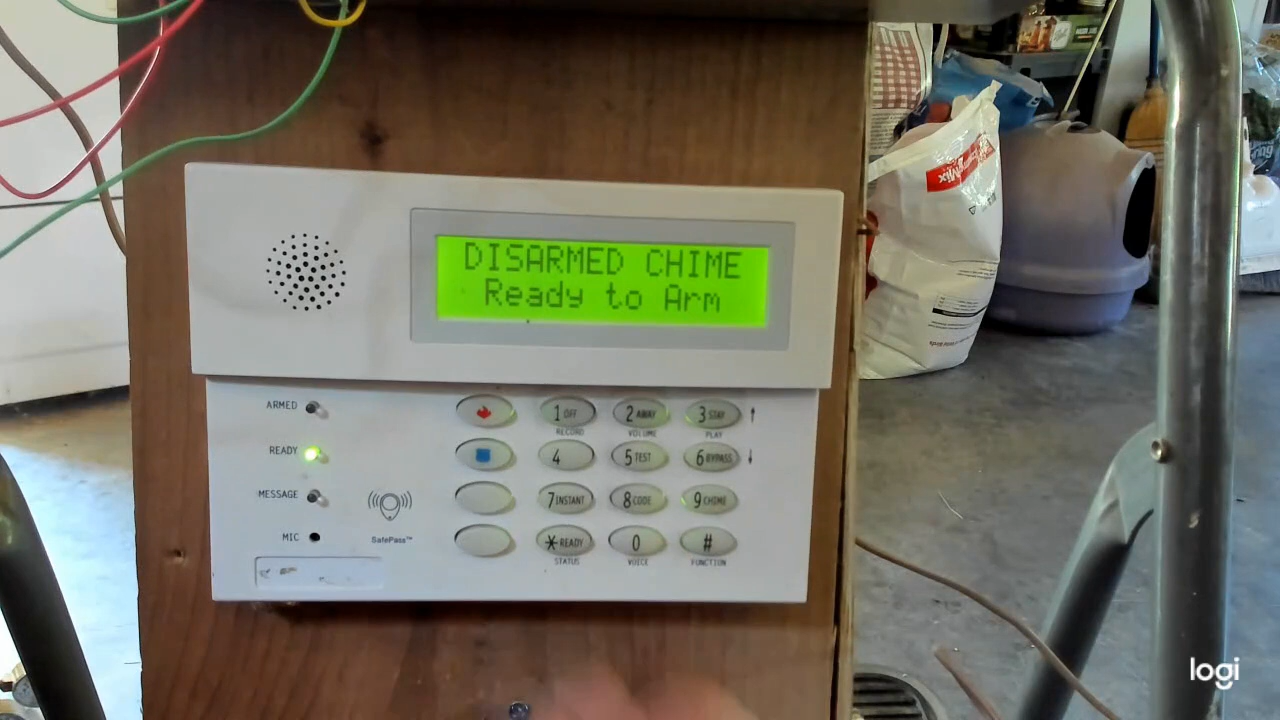 DISARMED CHIME
Ready to Arm
ARMED
READY
MESSAGE
MIC
SafePass™
1 OFF
RECORD
2 AWAY
VOLUME
3 STAY
PLAY
↑
4
5 TEST
6 BYPASS
↓
7 INSTANT
8 CODE
9 CHIME
* READY
STATUS
0
VOICE
#
FUNCTION
logi